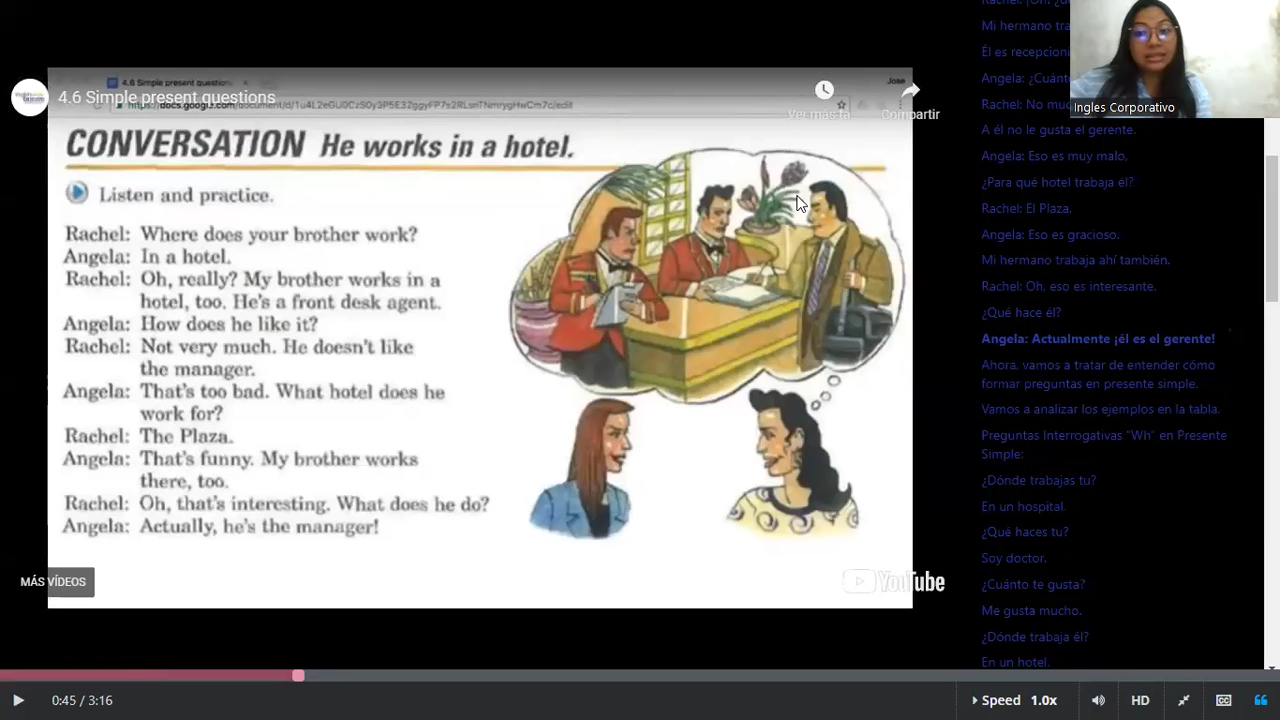 4.6 Simple present questions
Jose
4.6 Simple present questions
Compartir
CONVERSATION He works in a hotel.
Listen and practice.
Rachel: Where does your brother work?
Angela: In a hotel.
Rachel: Oh, really? My brother works in a
hotel, too. He's a front desk agent.
Angela: How does he like it?
Rachel: Not very much. He doesn't like
the manager.
Angela: That's too bad. What hotel does he
work for?
Rachel: The Plaza.
Angela: That's funny. My brother works
there, too.
Rachel: Oh, that's interesting. What does he do?
Angela: Actually, he's the manager!
MÁS VÍDEOS
YouTube
0:45 / 3:16
Speed 1.0x
HD
CC
Mi hermano
Él es
Angela:
Rachel: No
Ingles Corporativo
A él no le gusta el gerente.
Angela: Eso es muy malo.
¿Para qué hotel trabaja él?
Rachel: El Plaza.
Angela: Eso es gracioso.
Mi hermano trabaja ahí también.
Rachel: Oh, eso es interesante.
¿Qué hace él?
Angela: Actualmente ¡él es el gerente!
Ahora, vamos a tratar de entender cómo
formar preguntas en presente simple.
Vamos a analizar los ejemplos en la tabla.
Preguntas Interrogativas "Wh" en Presente
Simple:
¿Dónde trabajas tu?
En un hospital.
¿Qué haces tu?
Soy doctor.
¿Cuánto te gusta?
Me gusta mucho.
¿Dónde trabaja él?
En un hotel.